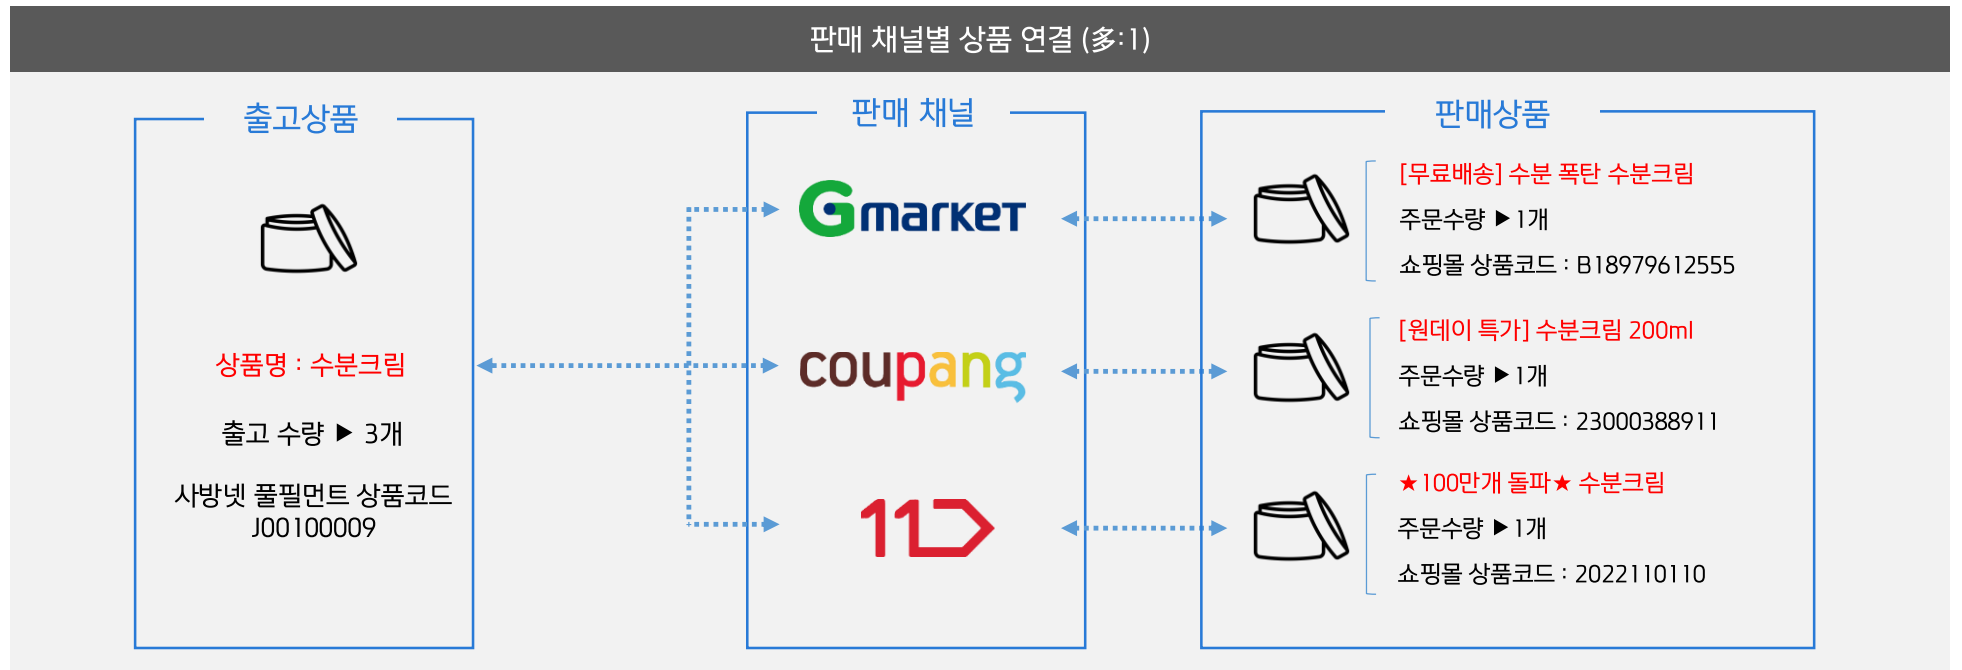 판매 채널별 상품 연결 (多:1)
출고상품
상품명 : 수분크림
출고 수량 ▶ 3개
사방넷 풀필먼트 상품코드
J00100009
판매 채널
Gmarket
coupang
11
판매상품
[무료배송] 수분 폭탄 수분크림
주문수량 ▶1개
쇼핑몰 상품코드 : B18979612555
[원데이 특가] 수분크림 200ml
주문수량 ▶1개
쇼핑몰 상품코드 : 23000388911
★100만개 돌파★ 수분크림
주문수량 ▶1개
쇼핑몰 상품코드 : 2022110110